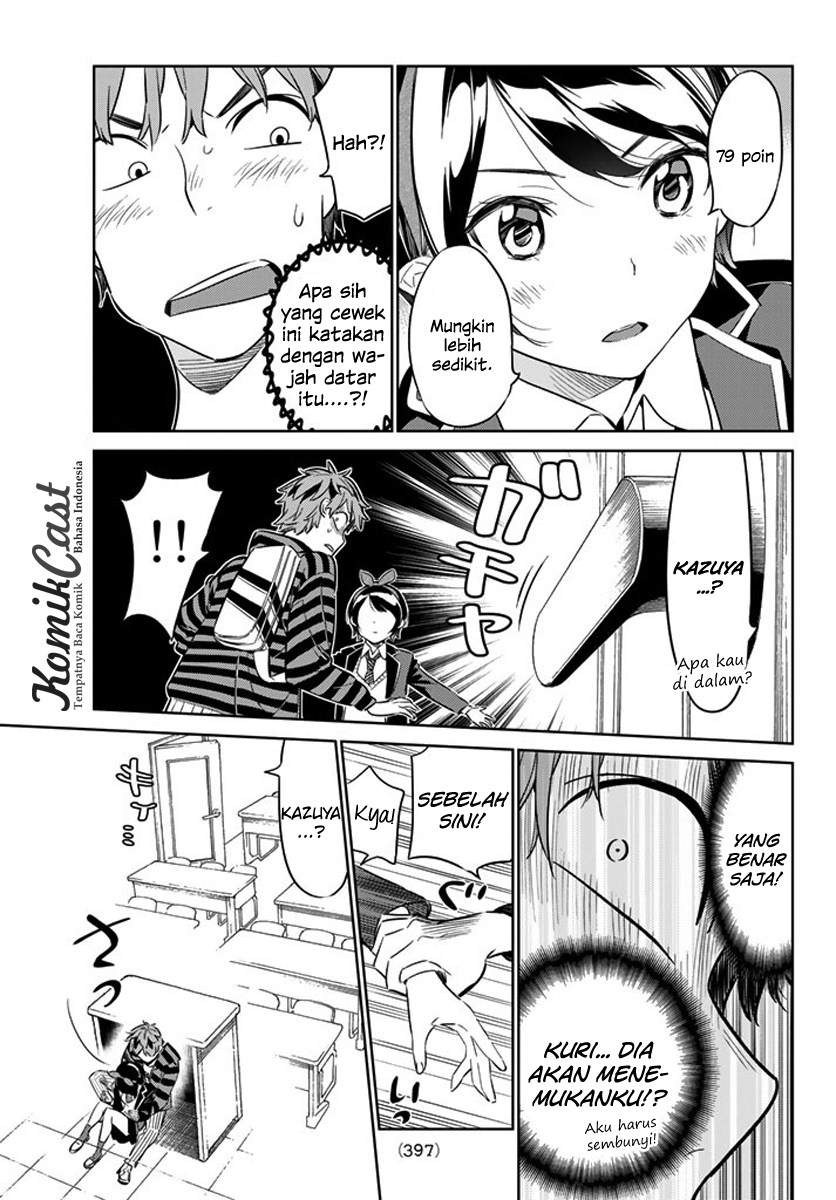 79 poin
Mungkin
lebih
sedikit.
Hah?!
Apa sih
yang cewek
ini katakan
dengan wa-
jah datar
itu....?!
KAZUYA
...?
Apa kau
di dalam?
ガチャ
!!
YANG
BENAR
SAJA!
KURI... DIA
AKAN MENE-
MUKANKU!?
Aku harus
sembunyi!
SEBELAH
SINI!
Kya!
KAZUYA
...?
ギィ…
KomikCast
Tempatnya Baca Komik Bahasa Indonesia
(397)